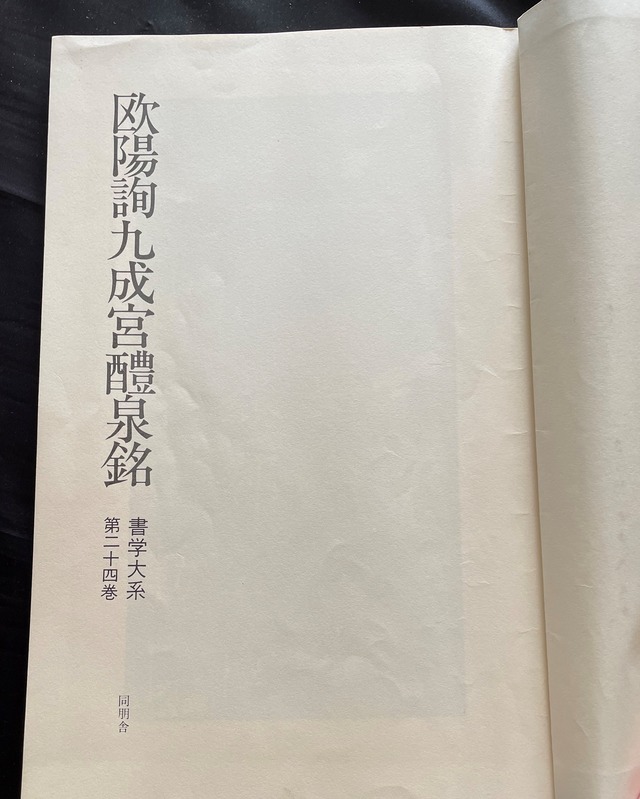 欧陽詢九成宮醴泉銘
書学大系
第二十四巻
同朋舎